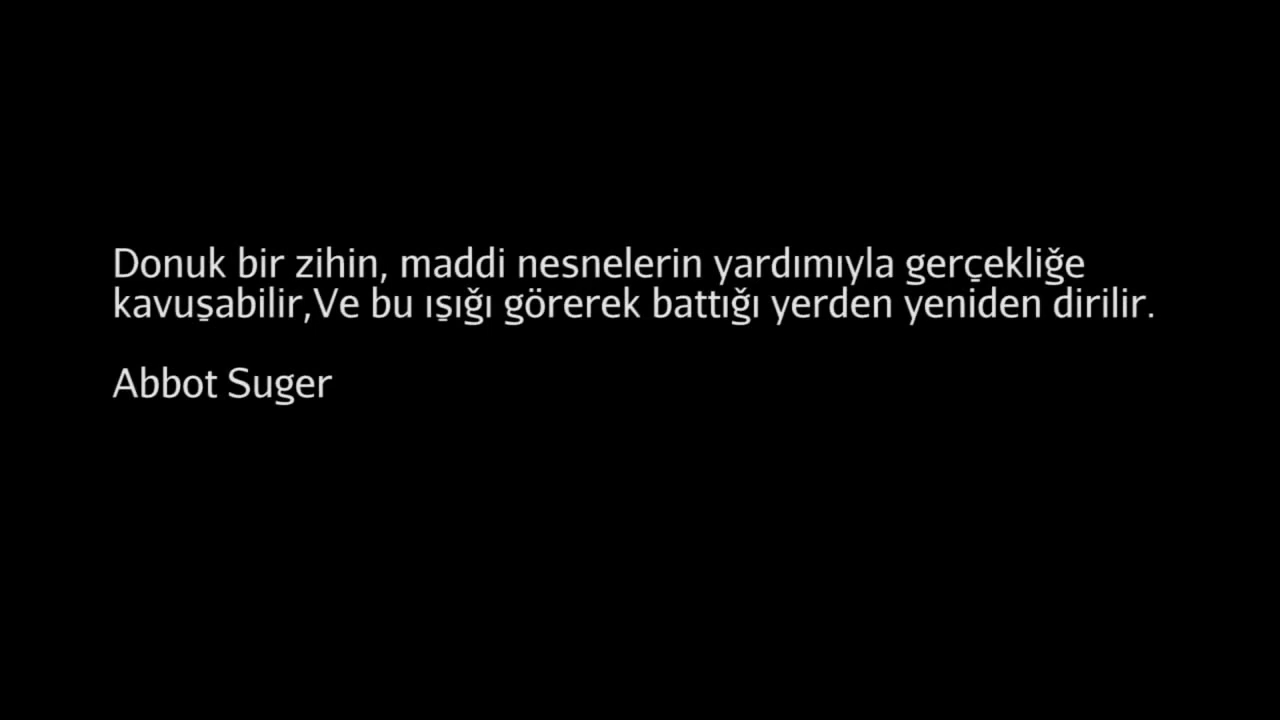 Donuk bir zihin, maddi nesnelerin yardımıyla gerçekliğe
kavuşabilir,Ve bu ışığı görerek battığı yerden yeniden dirilir.
Abbot Suger